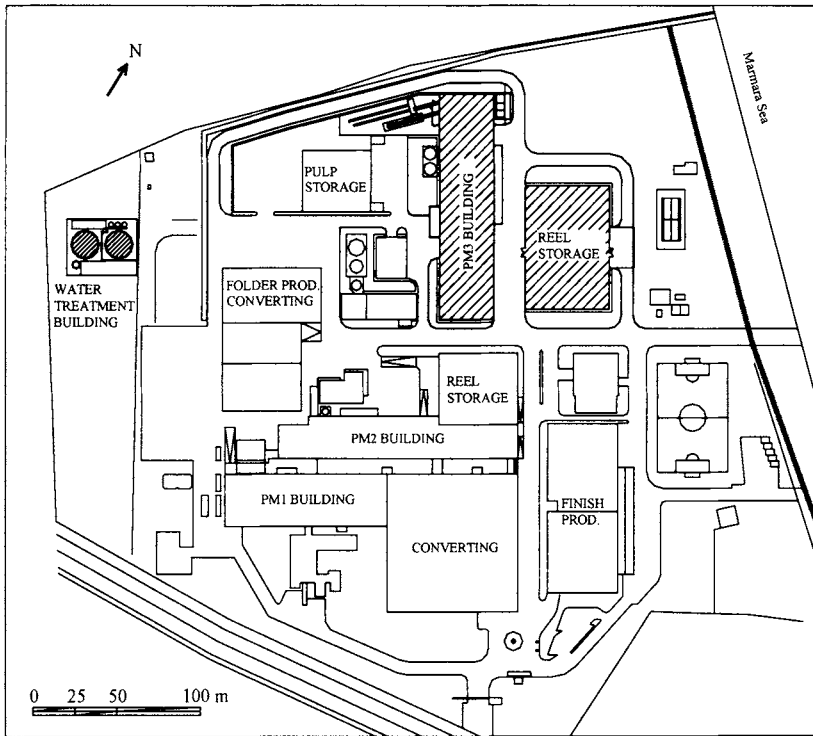 N
Marmara Sea
PULP
STORAGE
PM3 BUILDING
REEL
STORAGE
WATER
TREATMENT
BUILDING
FOLDER PROD.
CONVERTING
REEL
STORAGE
PM2 BUILDING
PM1 BUILDING
CONVERTING
FINISH
PROD.
0 25 50 100 m